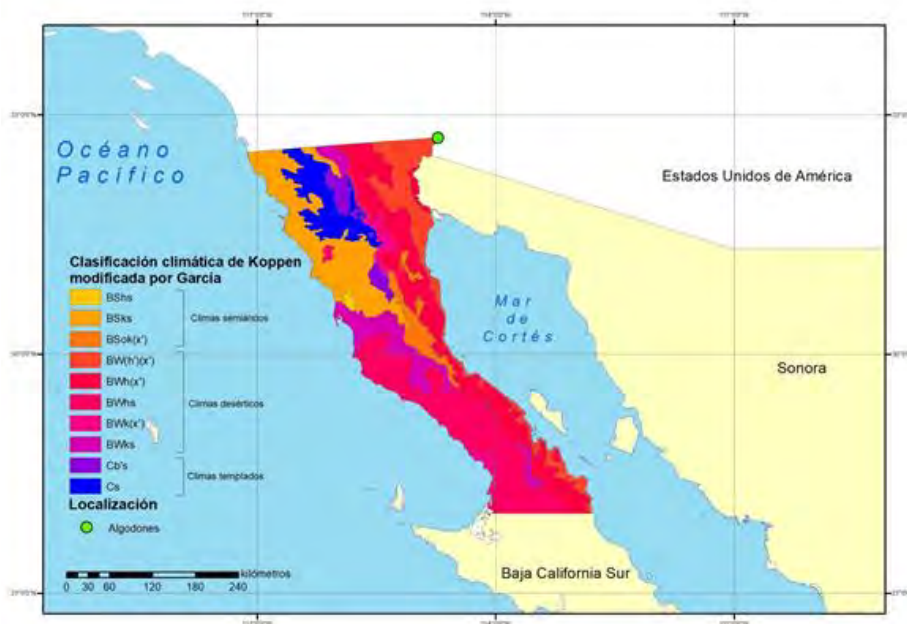 Océano
Pacífico
Estados Unidos de América
Clasificación climática de Koppen
modificada por García
BShs
BSks
Climas semiáridos
BSok(x')
BW(h')(x')
BWh(x')
BWhs
Climas desérticos
BWk(x')
BWks
Cb's
Climas templados
Cs
Localización
Algodones
Mar
de
Cortés
Sonora
kilómetros
0 30 60 120 180 240
Baja California Sur